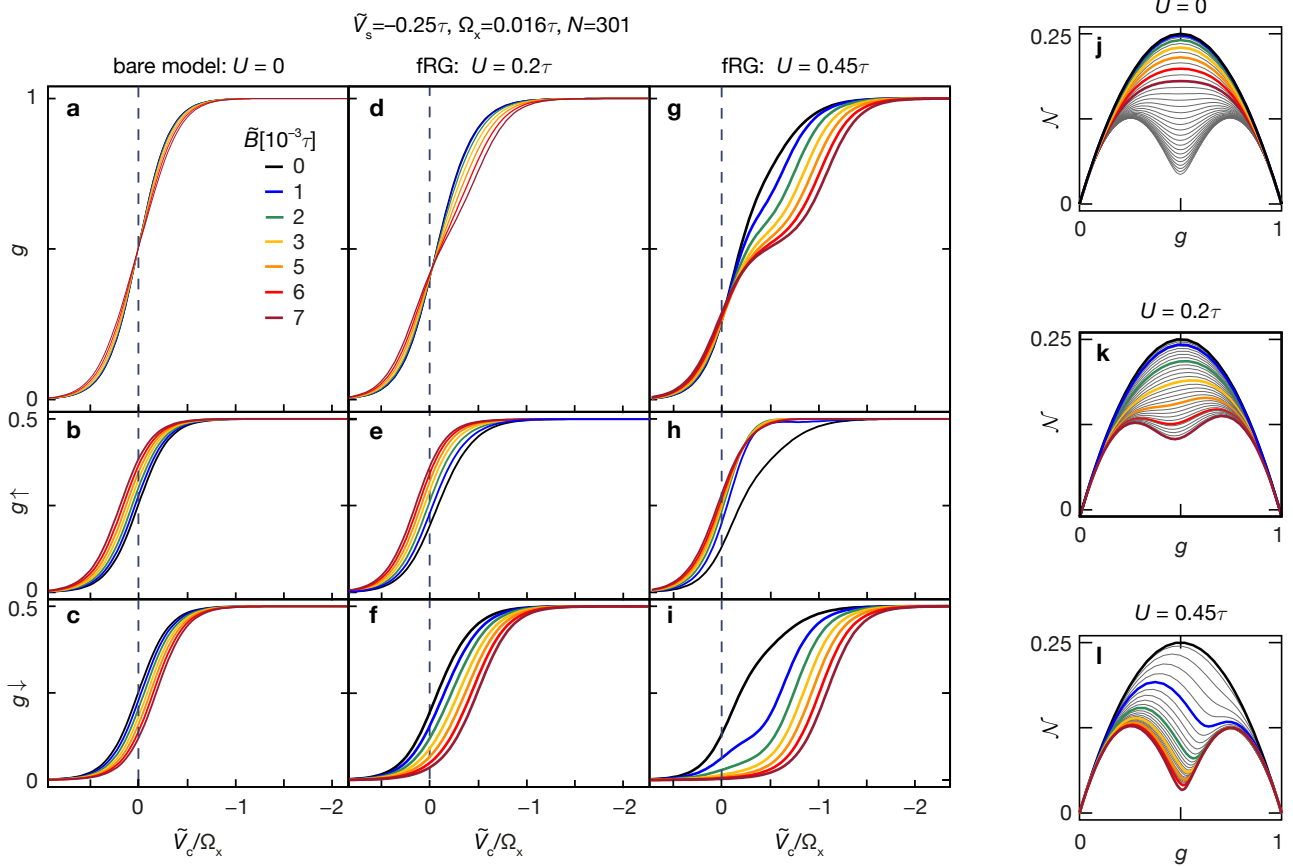 Ṽs=–0.25τ, Ωx=0.016τ, N=301
bare model: U = 0
fRG: U = 0.2τ
fRG: U = 0.45τ
a
d
g
1
g
0
B̃[10⁻³τ]
0
1
2
3
5
6
7
b
e
h
0.5
g↑
0
c
f
i
0.5
g↓
0
0 –1 –2
0 –1 –2
0 –1 –2
Ṽc/Ωx
Ṽc/Ωx
Ṽc/Ωx
U = 0
0.25
j
𝒩
0
0 1
g
U = 0.2τ
0.25
k
𝒩
0
0 1
g
U = 0.45τ
0.25
l
𝒩
0
0 1
g